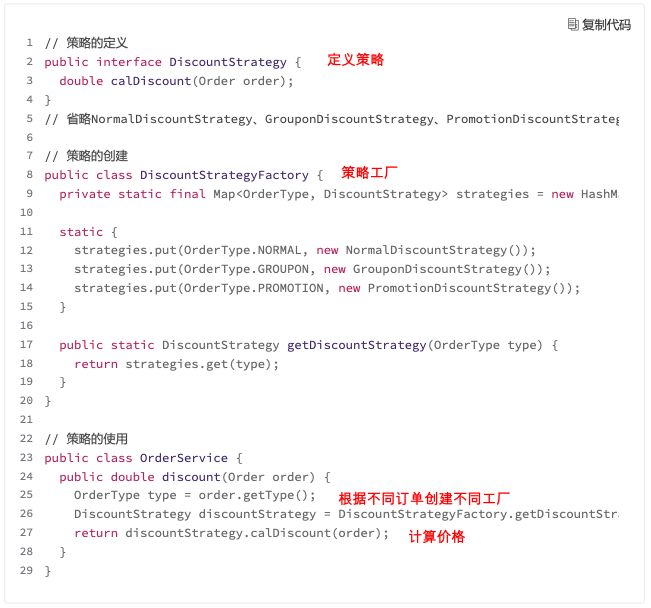 复制代码
1 // 策略的定义
2 public interface DiscountStrategy { 定义策略
3 double calDiscount(Order order);
4 }
5 // 省略NormalDiscountStrategy、GrouponDiscountStrategy、PromotionDiscountStrateg
6
7 // 策略的创建
8 public class DiscountStrategyFactory { 策略工厂
9 private static final Map<OrderType, DiscountStrategy> strategies = new HashMa
10
11 static {
12 strategies.put(OrderType.NORMAL, new NormalDiscountStrategy());
13 strategies.put(OrderType.GROUPON, new GrouponDiscountStrategy());
14 strategies.put(OrderType.PROMOTION, new PromotionDiscountStrategy());
15 }
16
17 public static DiscountStrategy getDiscountStrategy(OrderType type) {
18 return strategies.get(type);
19 }
20 }
21
22 // 策略的使用
23 public class OrderService {
24 public double discount(Order order) {
25 OrderType type = order.getType(); 根据不同订单创建不同工厂
26 DiscountStrategy discountStrategy = DiscountStrategyFactory.getDiscountStra
27 return discountStrategy.calDiscount(order); 计算价格
28 }
29 }